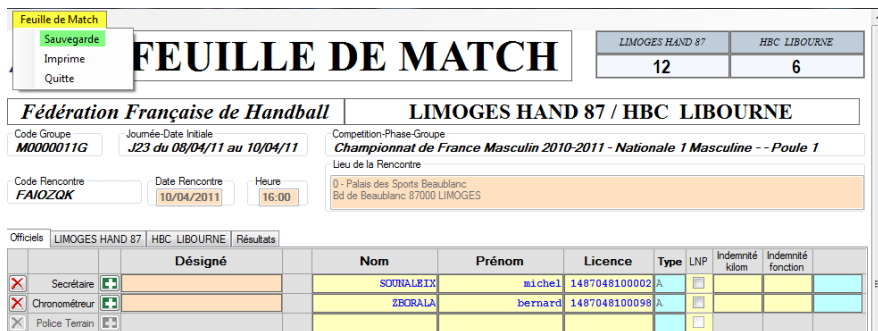 Feuille de Match
Sauvegarde
Imprime
Quitte
FEUILLE DE MATCH
LIMOGES HAND 87 HBC LIBOURNE
12 6
Fédération Française de Handball LIMOGES HAND 87 / HBC LIBOURNE
Code Groupe Journée-Date Initiale Competition-Phase-Groupe
M0000011G J23 du 08/04/11 au 10/04/11 Championnat de France Masculin 2010-2011 - Nationale 1 Masculine - - Poule 1
Lieu de la Rencontre
Code Rencontre Date Rencontre Heure 0 - Palais des Sports Beaublanc
FAIOZQK 10/04/2011 16:00 Bd de Beaublanc 87000 LIMOGES
Officiels LIMOGES HAND 87 HBC LIBOURNE Résultats
Désigné Nom Prénom Licence Type LNP Indemnité kilom Indemnité fonction
Secrétaire SOUNALEIX michel 1487048100002 A
Chronométreur ZBORALA bernard 1487048100098 A
Police Terrain